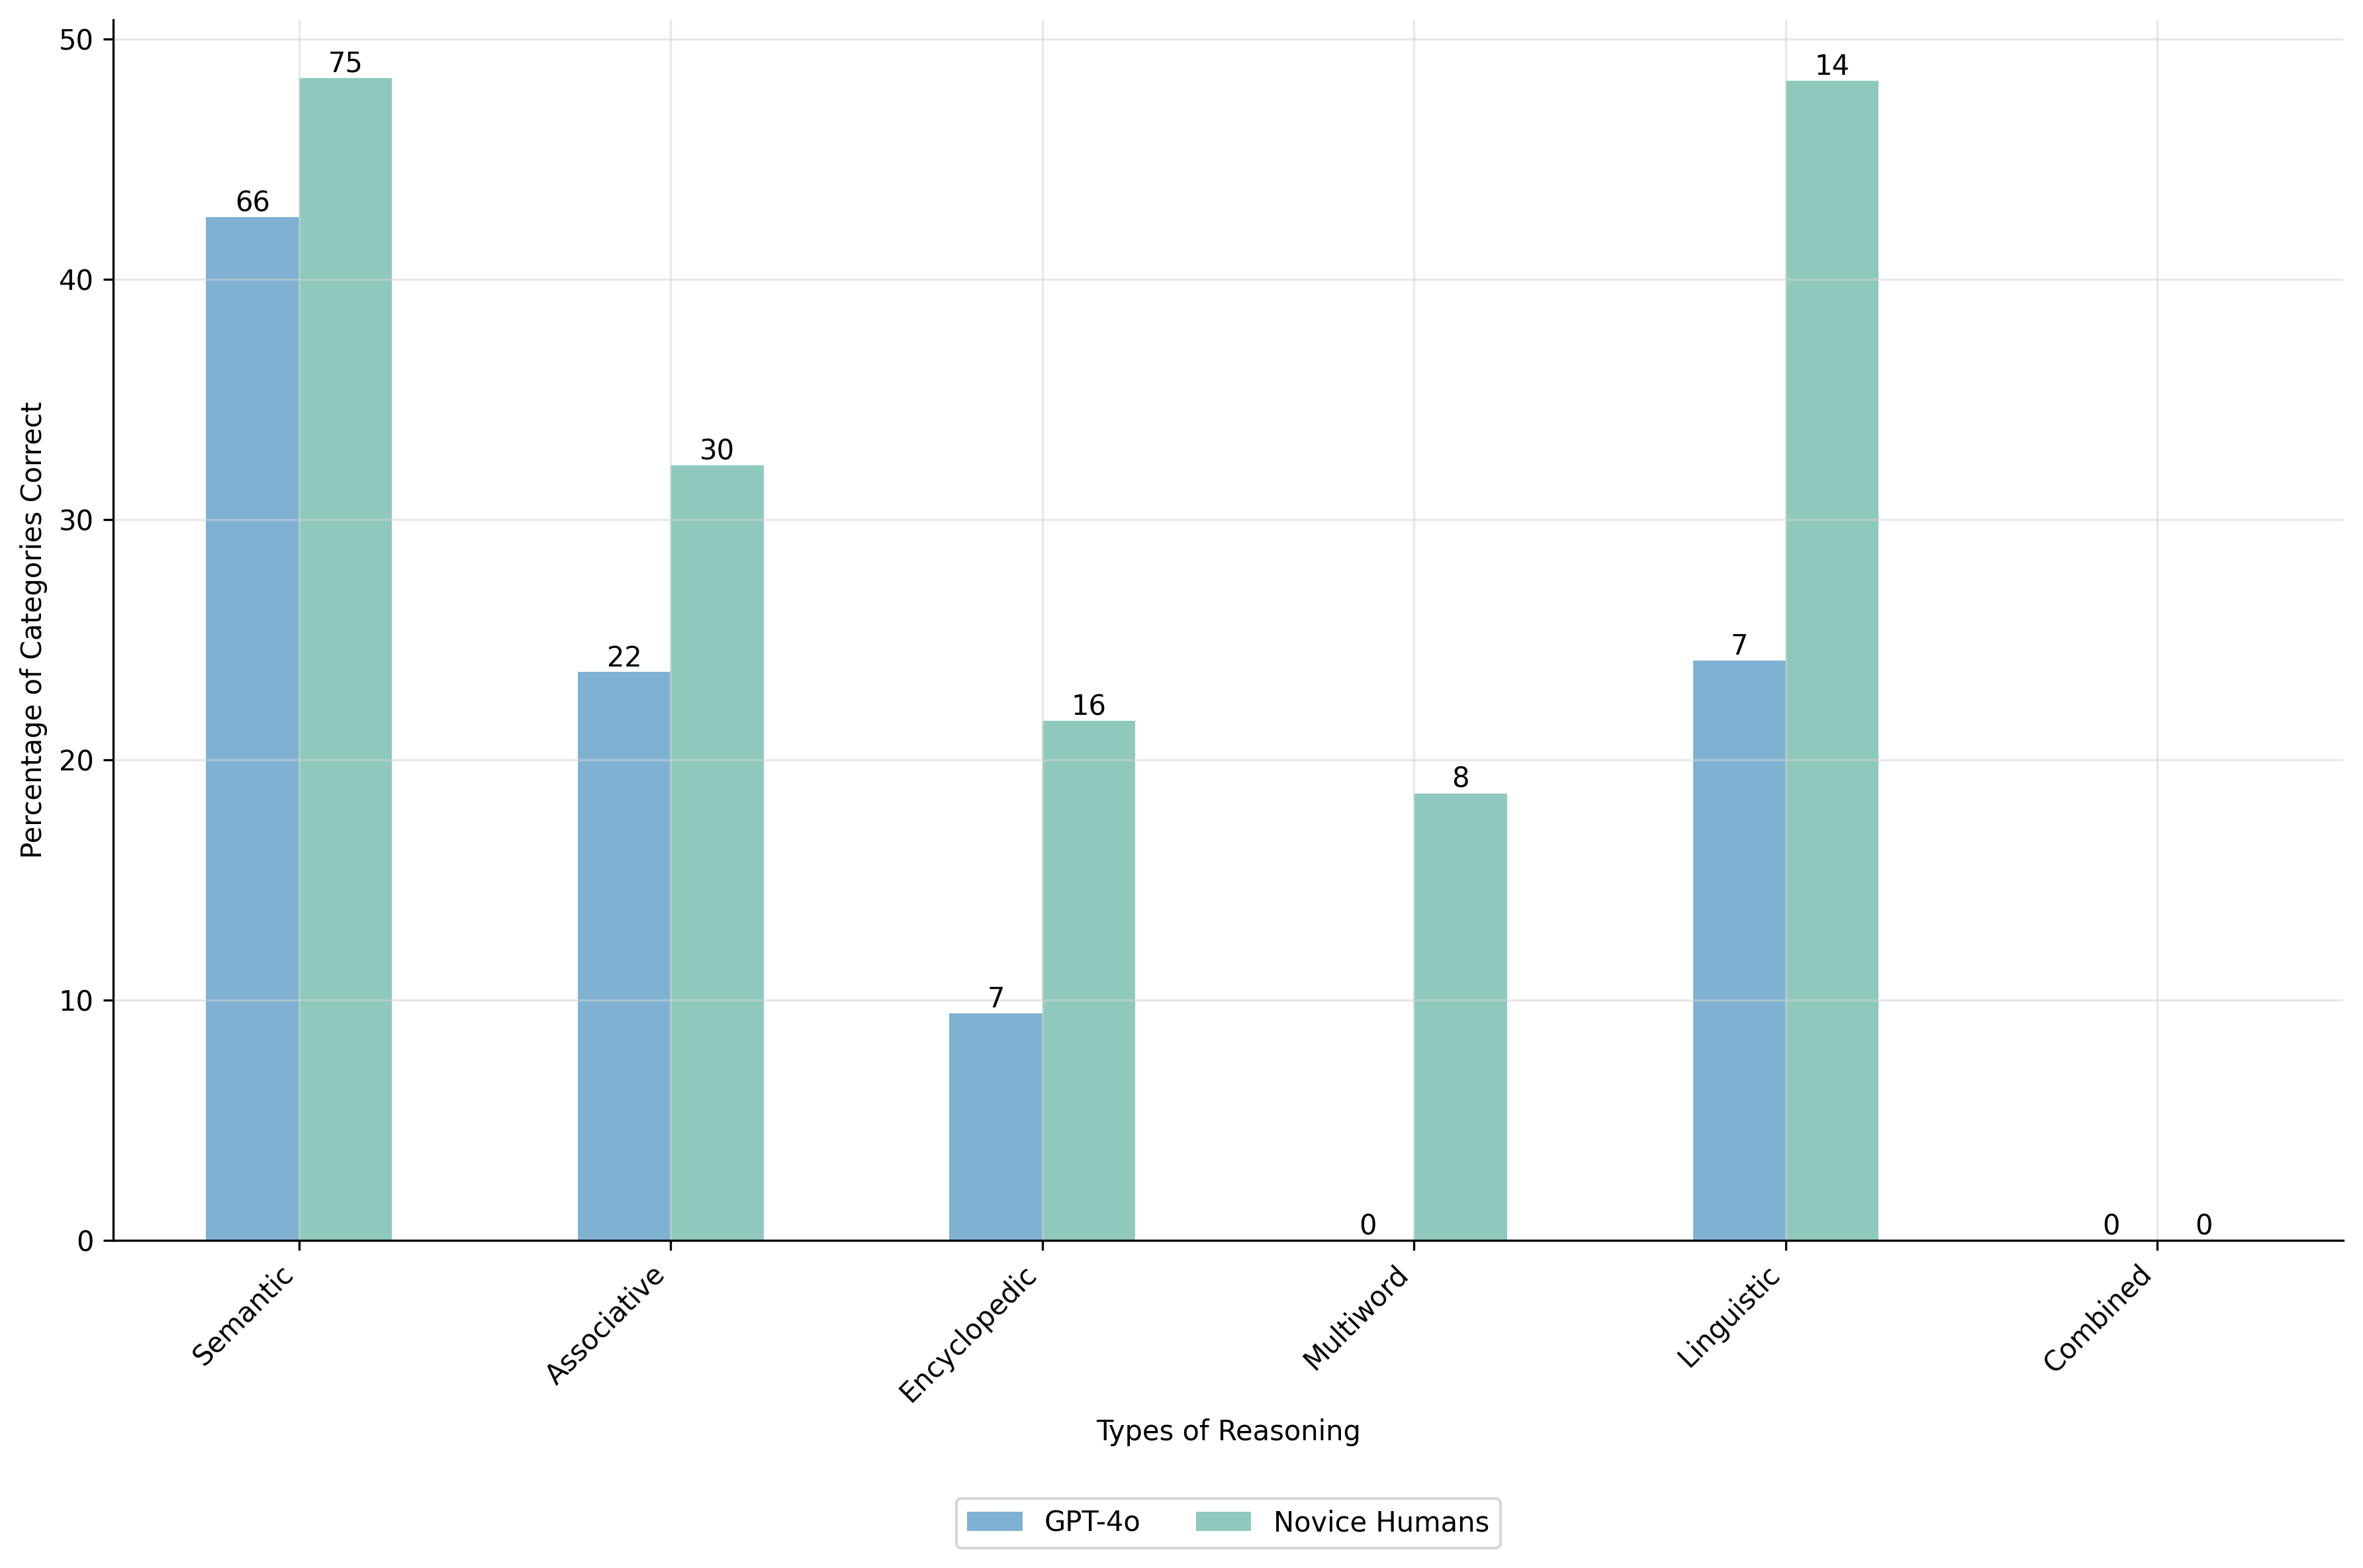 50
40
30
20
10
0
Percentage of Categories Correct
66
75
22
30
7
16
0
8
7
14
0
0
Semantic
Associative
Encyclopedic
Multiword
Linguistic
Combined
Types of Reasoning
GPT-4o
Novice Humans